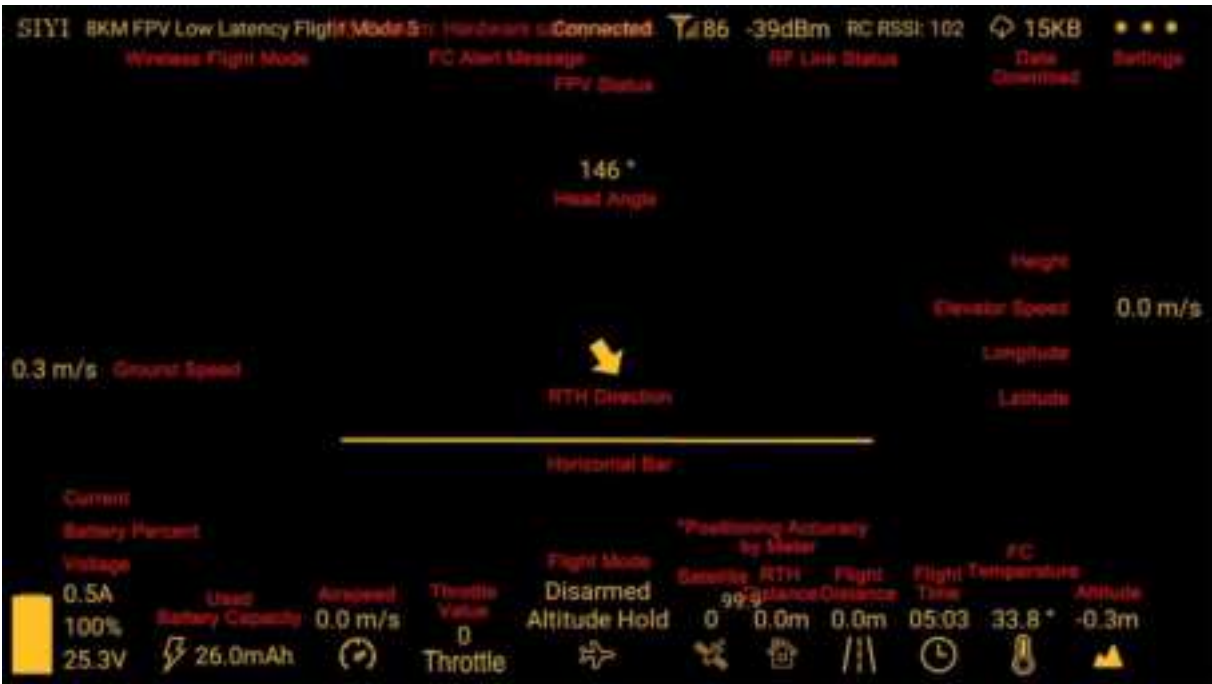 SIYI 8KM FPV Low Latency Flight Mode Connected 86 -39dBm RC RSSI: 102 15KB
Wireless Flight Mode FC Alert Message RF Link Status Data Download Settings
FPV Status
146 °
Head Angle
Height
Elevator Speed 0.0 m/s
Longitude
0.3 m/s Ground Speed
RTH Direction
Latitude
Horizontal Bar
Current
Battery Percent
Voltage
*Positioning Accuracy
by Meter
Flight Mode
FC
Temperature
Satellite RTH Distance Flight Distance Flight Time
Used
Battery Capacity
Airspeed
Throttle
Value
Altitude
0.5A
100%
25.3V
26.0mAh
0.0 m/s
0
Throttle
Disarmed
Altitude Hold
99.9
0
0.0m
0.0m
05:03
33.8 °
-0.3m